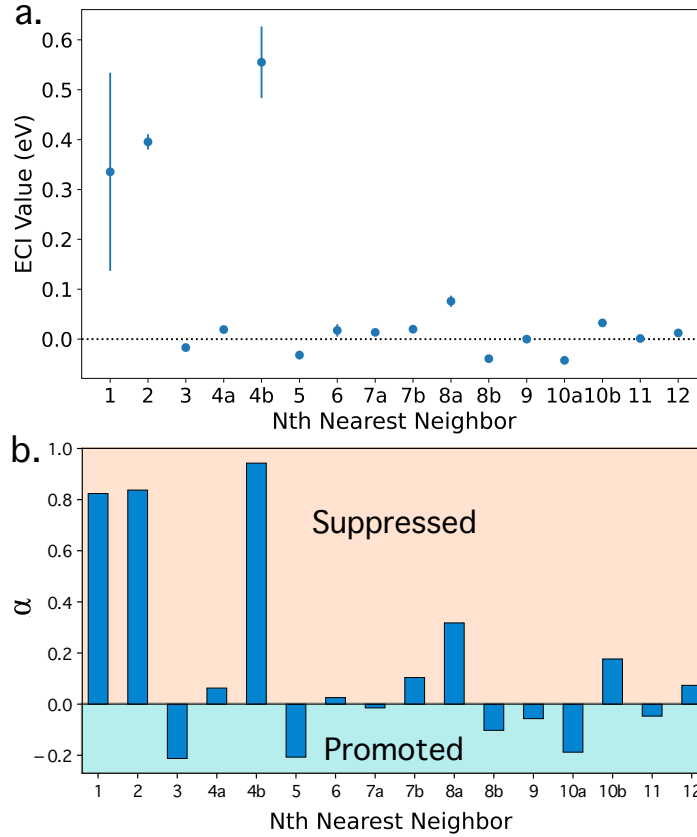 a.
ECI Value (eV)
0.6
0.5
0.4
0.3
0.2
0.1
0.0
1 2 3 4a 4b 5 6 7a 7b 8a 8b 9 10a 10b 11 12
Nth Nearest Neighbor
b.
α
1.0
0.8
0.6
0.4
0.2
0.0
−0.2
Suppressed
Promoted
1 2 3 4a 4b 5 6 7a 7b 8a 8b 9 10a 10b 11 12
Nth Nearest Neighbor